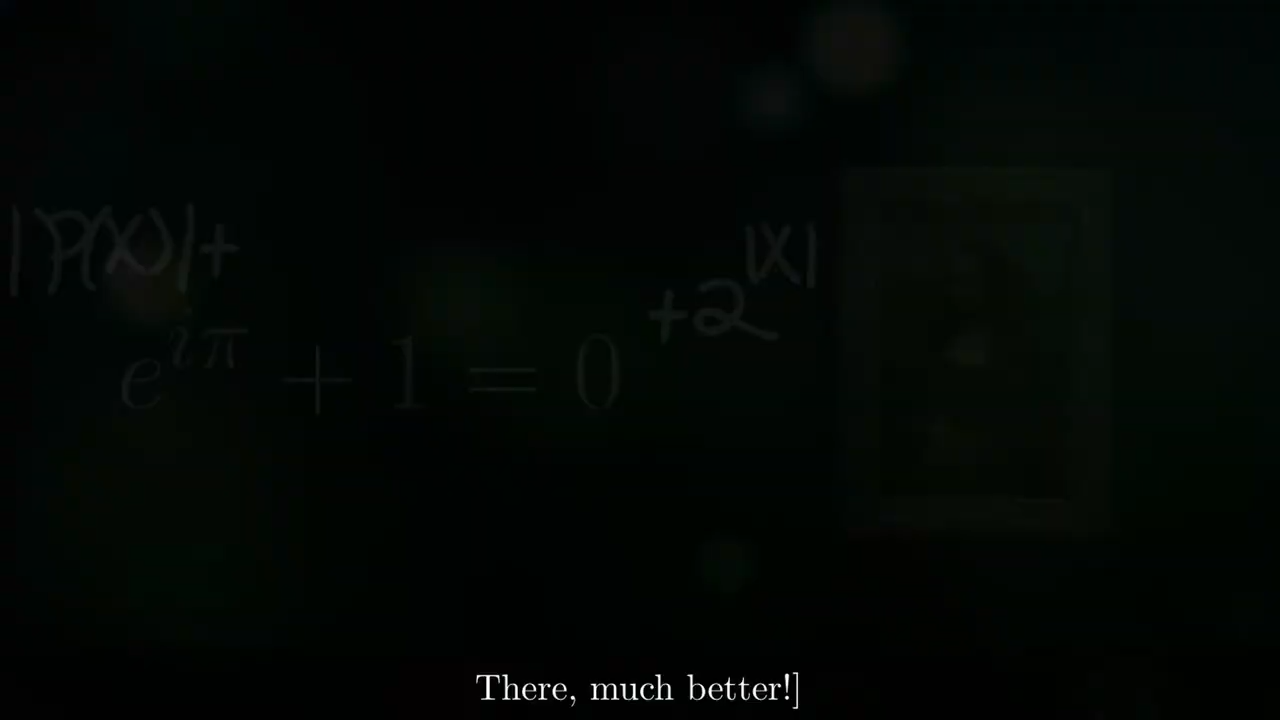 |P(X)|+
+2^|X|
e^{iπ} + 1 = 0
There, much better!]